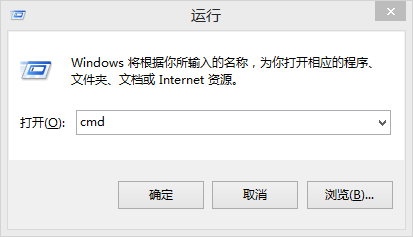 运行
Windows 将根据你所输入的名称，为你打开相应的程序、
文件夹、文档或 Internet 资源。
打开(O): cmd
确定 取消 浏览(B)...